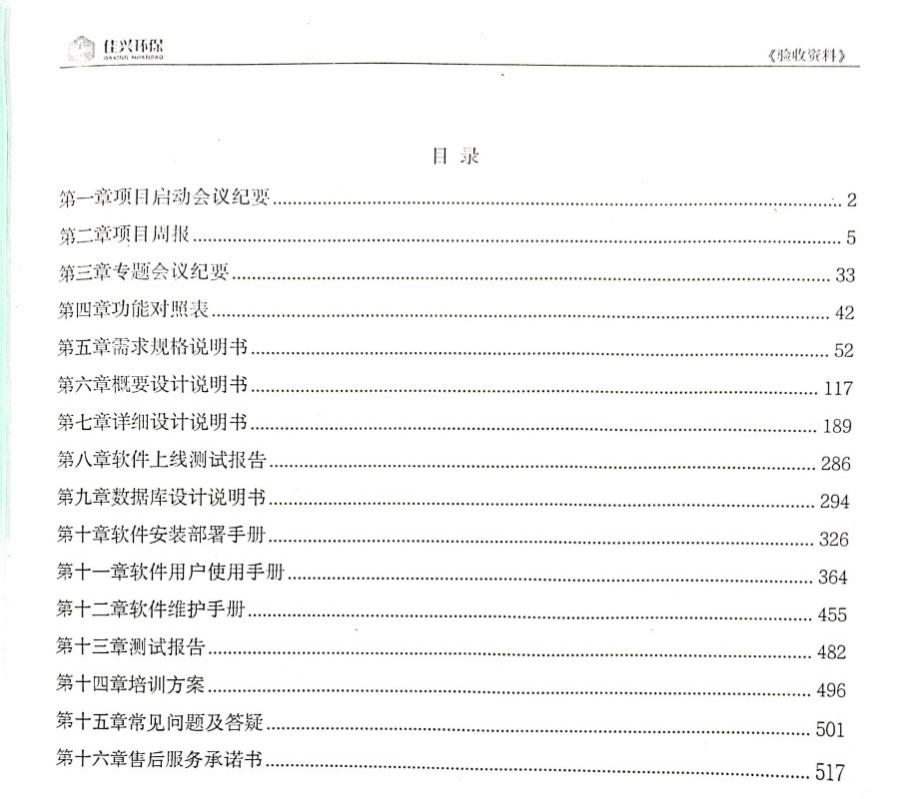 佳兴环保
JIAXING HUANBAO
《验收资料》
目 录
第一章项目启动会议纪要 2
第二章项目周报 5
第三章专题会议纪要 33
第四章功能对照表 42
第五章需求规格说明书 52
第六章概要设计说明书 117
第七章详细设计说明书 189
第八章软件上线测试报告 286
第九章数据库设计说明书 294
第十章软件安装部署手册 326
第十一章软件用户使用手册 364
第十二章软件维护手册 455
第十三章测试报告 482
第十四章培训方案 496
第十五章常见问题及答疑 501
第十六章售后服务承诺书 517